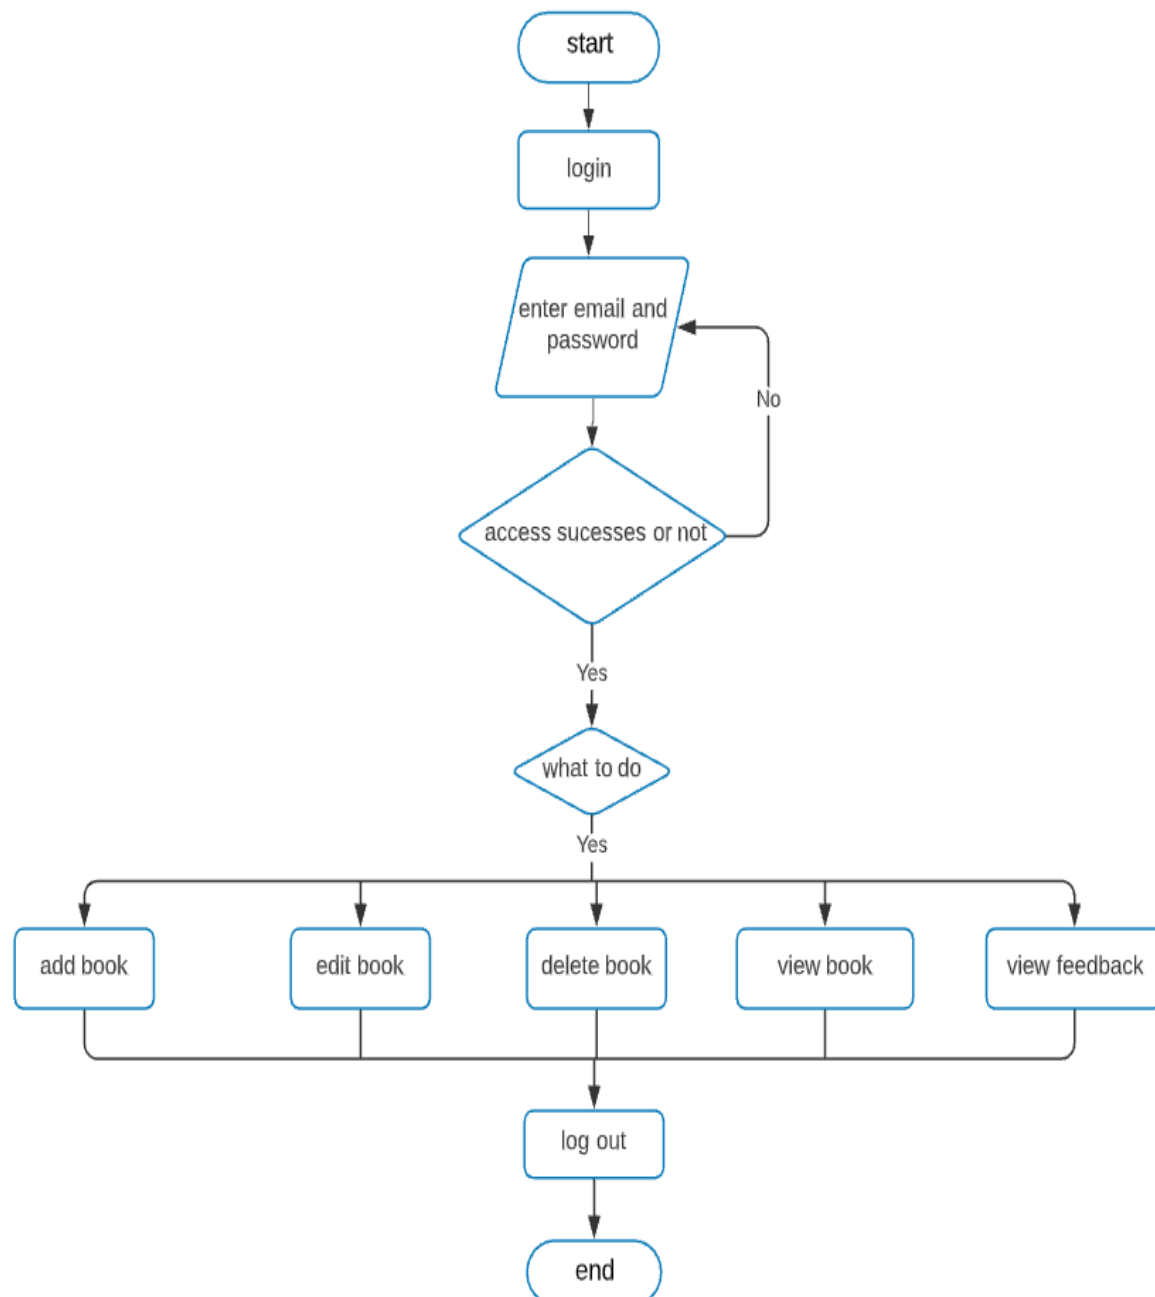 start
login
enter email and
password
No
access sucesses or not
Yes
what to do
Yes
add book
edit book
delete book
view book
view feedback
log out
end